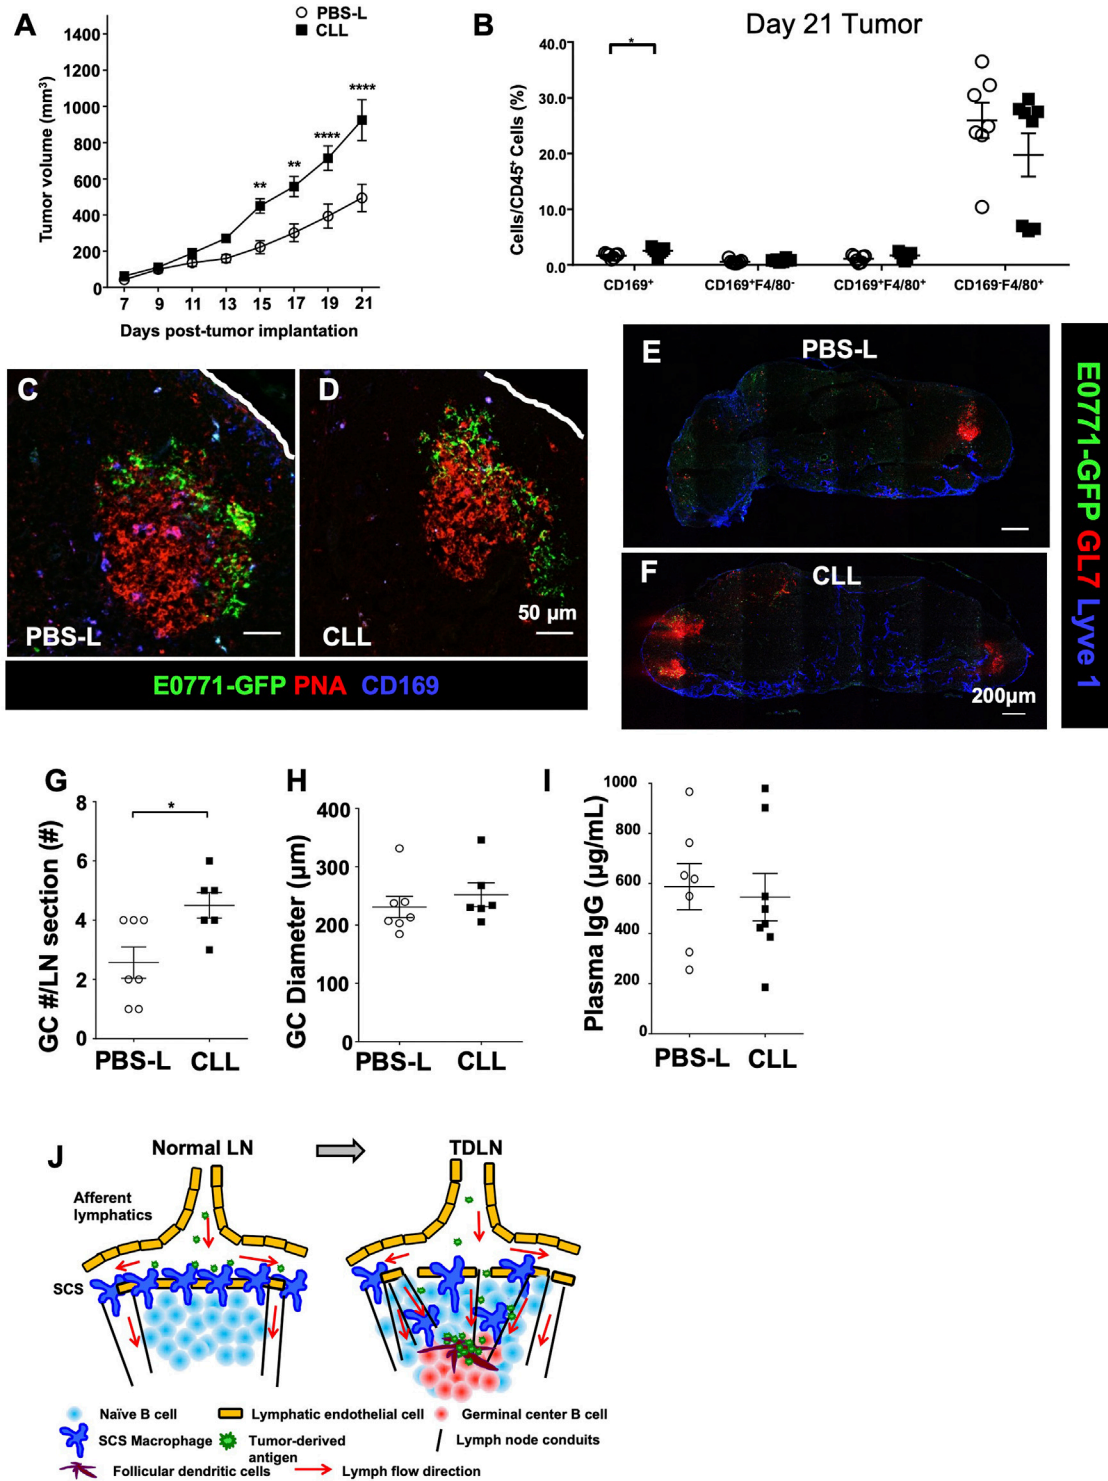 A
PBS-L
CLL
Tumor volume (mm³)
1400
1200
1000
800
600
400
200
0
**
**
****
****
7 9 11 13 15 17 19 21
Days post-tumor implantation
B
Day 21 Tumor
Cells/CD45⁺ Cells (%)
40.0
30.0
20.0
10.0
0.0
*
CD169⁺
CD169⁺F4/80⁻
CD169⁺F4/80⁺
CD169⁻F4/80⁺
C
PBS-L
D
CLL
50 µm
E0771-GFP PNA CD169
E
PBS-L
F
CLL
200µm
E0771-GFP GL7 Lyve 1
G
GC #/LN section (#)
8
6
4
2
0
*
PBS-L CLL
H
GC Diameter (µm)
400
300
200
100
0
PBS-L CLL
I
Plasma IgG (µg/mL)
1000
800
600
400
200
0
PBS-L CLL
J
Normal LN
TDLN
Afferent
lymphatics
SCS
Naïve B cell
Lymphatic endothelial cell
Germinal center B cell
SCS Macrophage
Tumor-derived
antigen
Lymph node conduits
Follicular dendritic cells
Lymph flow direction